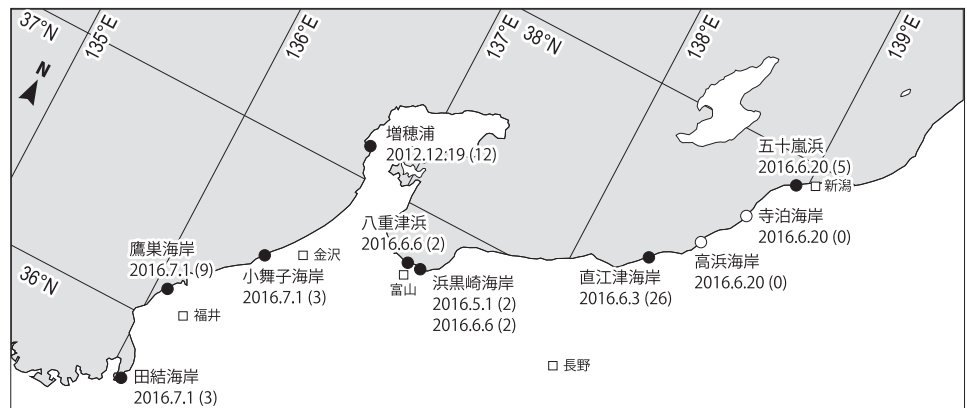 37°N
135°E
136°E
137°E
38°N
138°E
139°E
N
増穂浦
2012.12.19 (12)
五十嵐浜
2016.6.20 (5)
新潟
八重津浜
2016.6.6 (2)
寺泊海岸
2016.6.20 (0)
鷹巣海岸
2016.7.1 (9)
金沢
小舞子海岸
2016.7.1 (3)
富山
浜黒崎海岸
2016.5.1 (2)
2016.6.6 (2)
直江津海岸
2016.6.3 (26)
高浜海岸
2016.6.20 (0)
36°N
福井
長野
田結海岸
2016.7.1 (3)